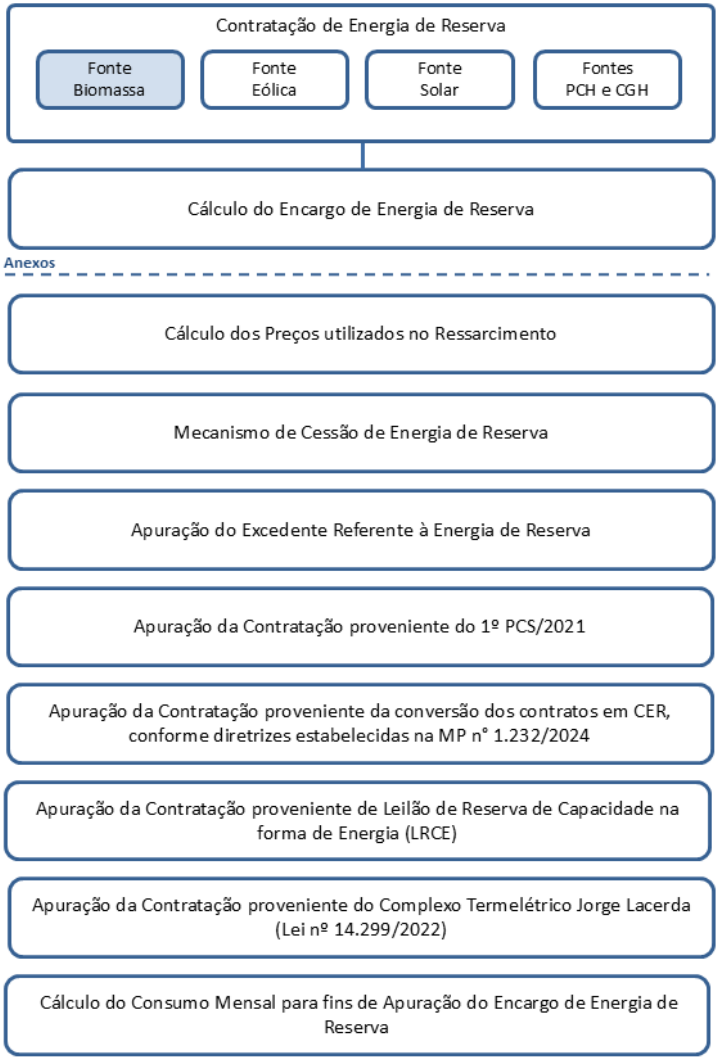 Contratação de Energia de Reserva
Fonte
Biomassa
Fonte
Eólica
Fonte
Solar
Fontes
PCH e CGH
Cálculo do Encargo de Energia de Reserva
Anexos
Cálculo dos Preços utilizados no Ressarcimento
Mecanismo de Cessão de Energia de Reserva
Apuração do Excedente Referente à Energia de Reserva
Apuração da Contratação proveniente do 1º PCS/2021
Apuração da Contratação proveniente da conversão dos contratos em CER,
conforme diretrizes estabelecidas na MP n° 1.232/2024
Apuração da Contratação proveniente de Leilão de Reserva de Capacidade na
forma de Energia (LRCE)
Apuração da Contratação proveniente do Complexo Termelétrico Jorge Lacerda
(Lei nº 14.299/2022)
Cálculo do Consumo Mensal para fins de Apuração do Encargo de Energia de
Reserva